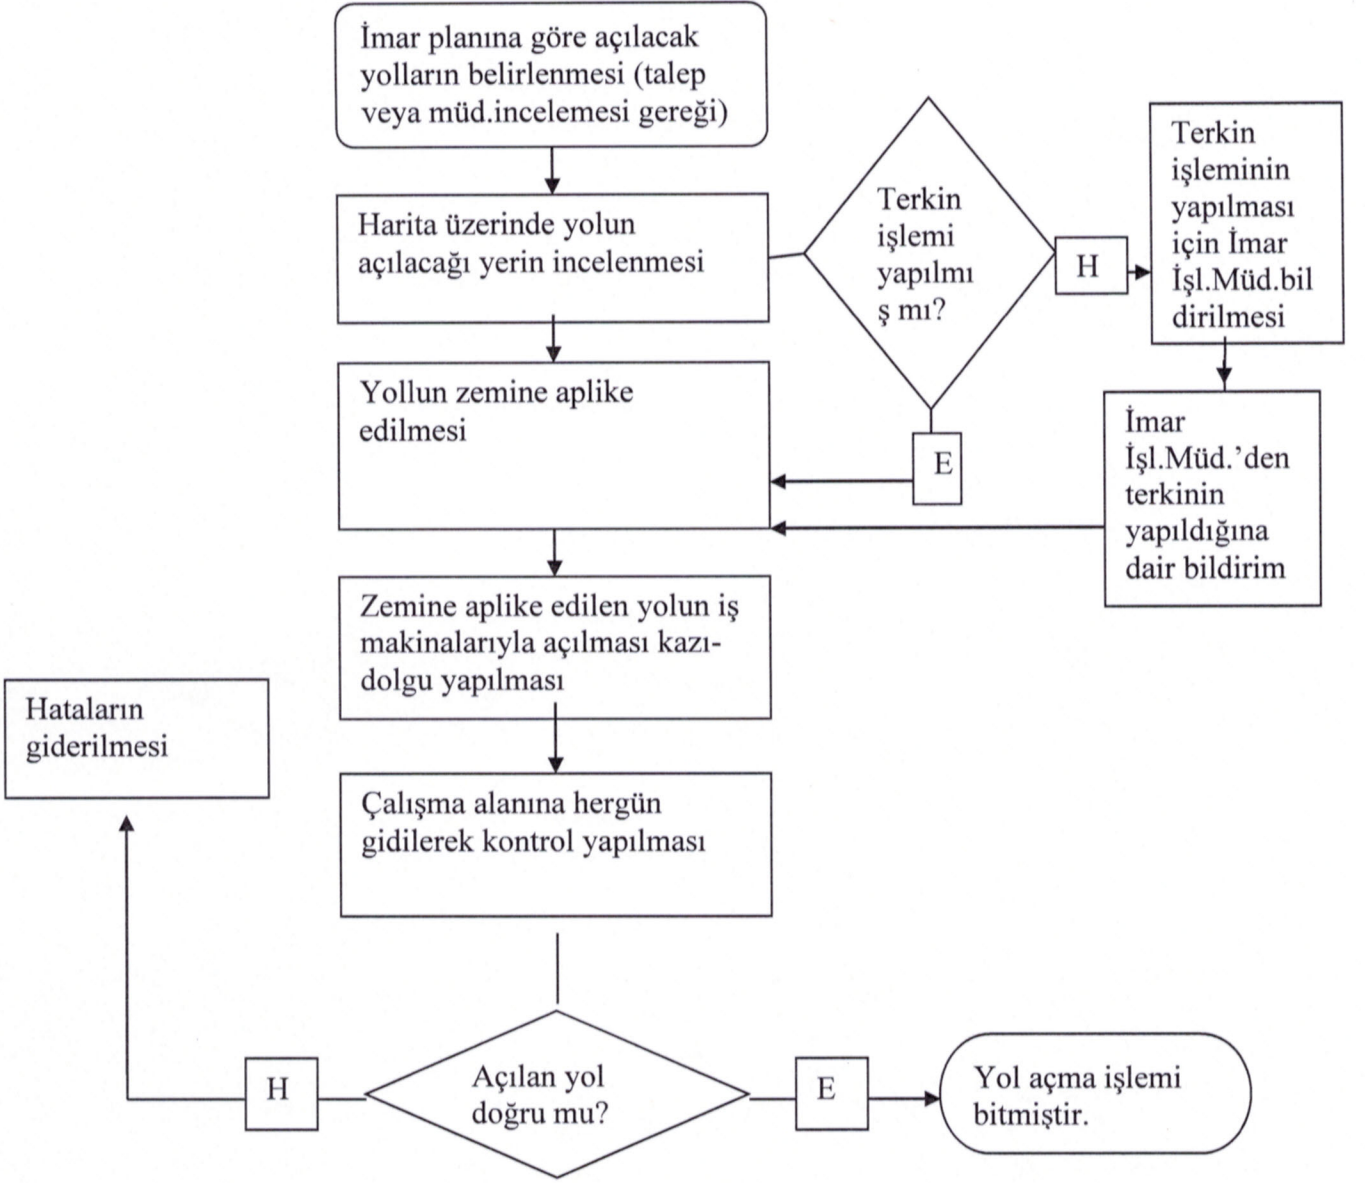 İmar planına göre açılacak
yolların belirlenmesi (talep
veya müd.incelemesi gereği)
Harita üzerinde yolun
açılacağı yerin incelenmesi
Terkin
işlemi
yapılmı
ş mı?
H
Terkin
işleminin
yapılması
için İmar
İşl.Müd.bil
dirilmesi
Yollun zemine aplike
edilmesi
E
İmar
İşl.Müd.’den
terkinin
yapıldığına
dair bildirim
Zemine aplike edilen yolun iş
makinalarıyla açılması kazı-
dolgu yapılması
Hataların
giderilmesi
Çalışma alanına hergün
gidilerek kontrol yapılması
H
Açılan yol
doğru mu?
E
Yol açma işlemi
bitmiştir.